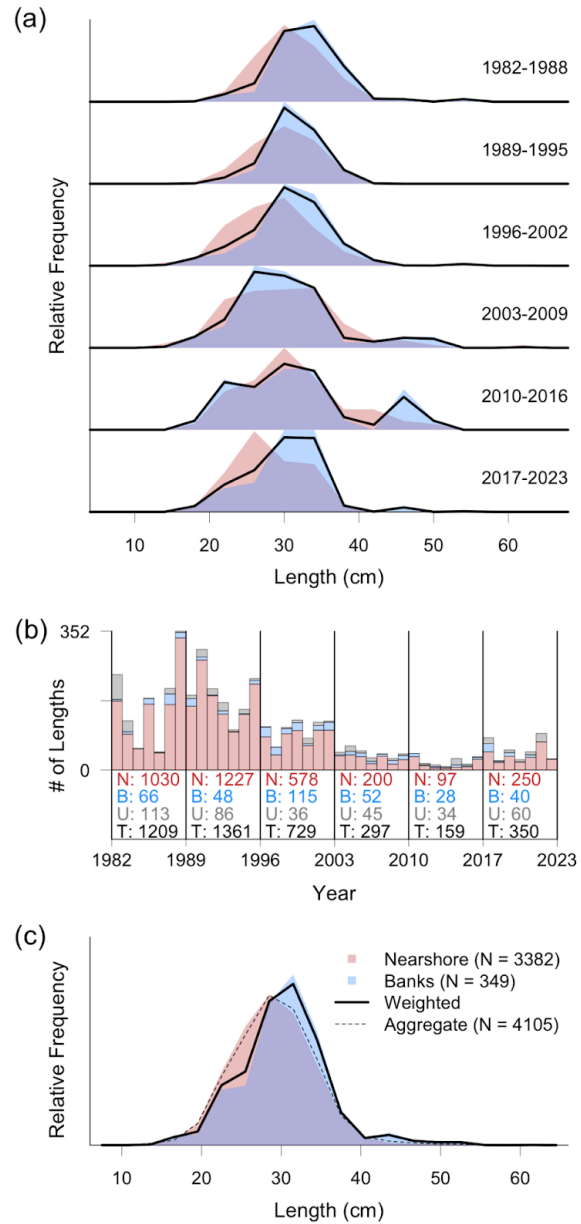 (a)
Relative Frequency
1982-1988
1989-1995
1996-2002
2003-2009
2010-2016
2017-2023
10 20 30 40 50 60
Length (cm)
(b)
# of Lengths
352
0
N: 1030 N: 1227 N: 578 N: 200 N: 97 N: 250
B: 66 B: 48 B: 115 B: 52 B: 28 B: 40
U: 113 U: 86 U: 36 U: 45 U: 34 U: 60
T: 1209 T: 1361 T: 729 T: 297 T: 159 T: 350
1982 1989 1996 2003 2010 2017 2023
Year
(c)
Relative Frequency
Nearshore (N = 3382)
Banks (N = 349)
Weighted
Aggregate (N = 4105)
10 20 30 40 50 60
Length (cm)